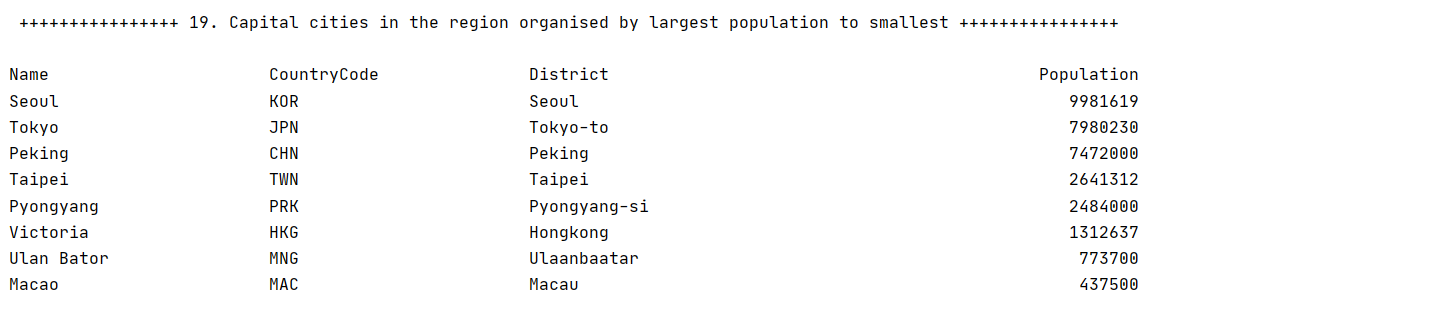 ++++++++++++++++ 19. Capital cities in the region organised by largest population to smallest ++++++++++++++++
Name CountryCode District Population
Seoul KOR Seoul 9981619
Tokyo JPN Tokyo-to 7980230
Peking CHN Peking 7472000
Taipei TWN Taipei 2641312
Pyongyang PRK Pyongyang-si 2484000
Victoria HKG Hongkong 1312637
Ulan Bator MNG Ulaanbaatar 773700
Macao MAC Macau 437500